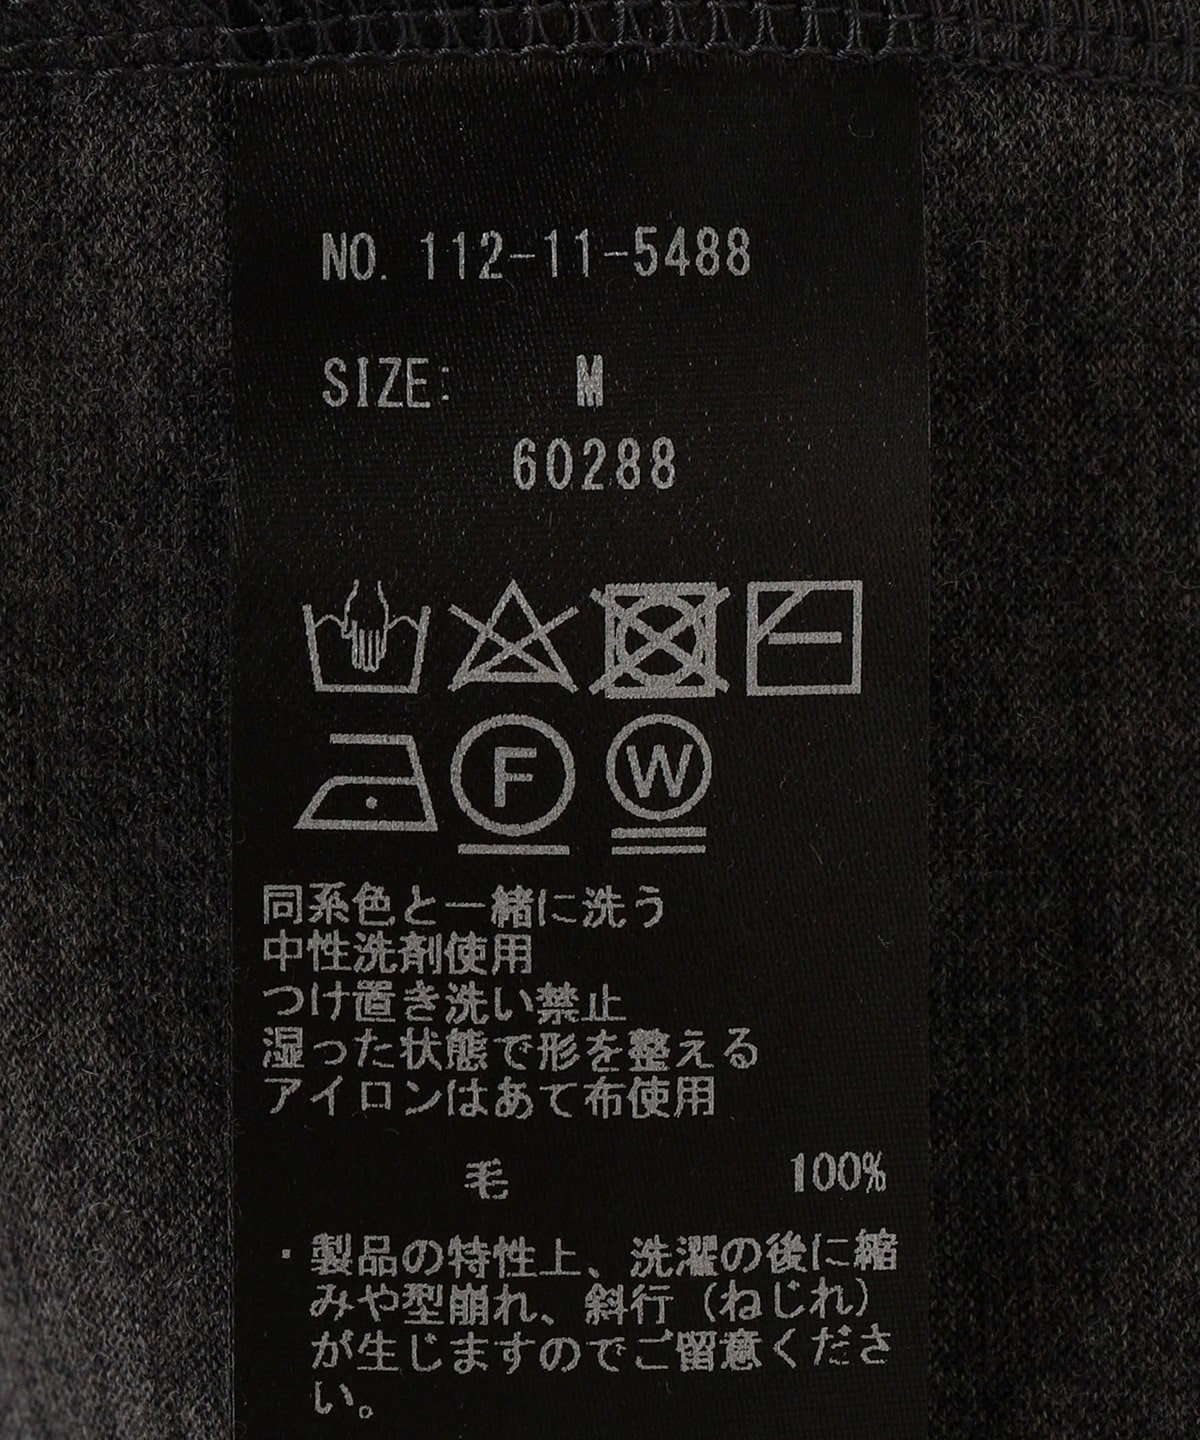 NO. 112-11-5488
SIZE: M
60288
F W
同系色と一緒に洗う
中性洗剤使用
つけ置き洗い禁止
湿った状態で形を整える
アイロンはあて布使用
毛 100%
・製品の特性上、洗濯の後に縮
みや型崩れ、斜行(ねじれ)
が生じますのでご留意くださ
い。